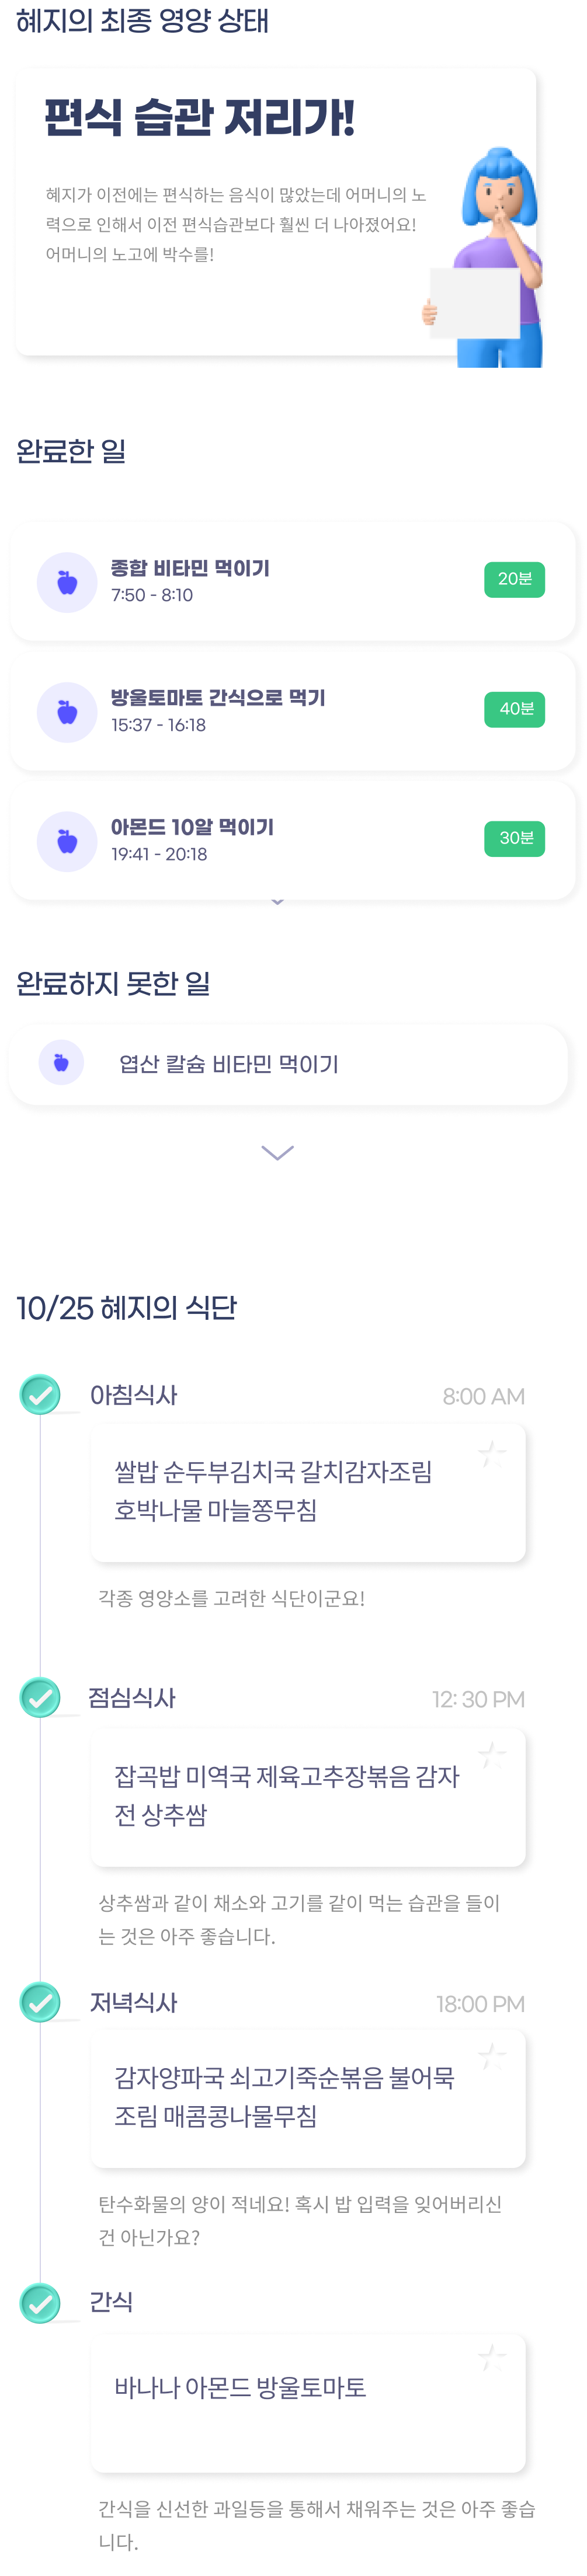 혜지의 최종 영양 상태
편식 습관 저리가!
혜지가 이전에는 편식하는 음식이 많았는데 어머니의 노
력으로 인해서 이전 편식습관보다 훨씬 더 나아졌어요!
어머니의 노고에 박수를!
완료한 일
종합 비타민 먹이기
7:50 - 8:10
20분
방울토마토 간식으로 먹기
15:37 - 16:18
40분
아몬드 10알 먹이기
19:41 - 20:18
30분
완료하지 못한 일
엽산 칼슘 비타민 먹이기
10/25 혜지의 식단
아침식사
8:00 AM
쌀밥 순두부김치국 갈치감자조림
호박나물 마늘쫑무침
각종 영양소를 고려한 식단이군요!
점심식사
12: 30 PM
잡곡밥 미역국 제육고추장볶음 감자
전 상추쌈
상추쌈과 같이 채소와 고기를 같이 먹는 습관을 들이
는 것은 아주 좋습니다.
저녁식사
18:00 PM
감자양파국 쇠고기죽순볶음 불어묵
조림 매콤콩나물무침
탄수화물의 양이 적네요! 혹시 밥 입력을 잊어버리신
건 아닌가요?
간식
바나나 아몬드 방울토마토
간식을 신선한 과일등을 통해서 채워주는 것은 아주 좋습
니다.